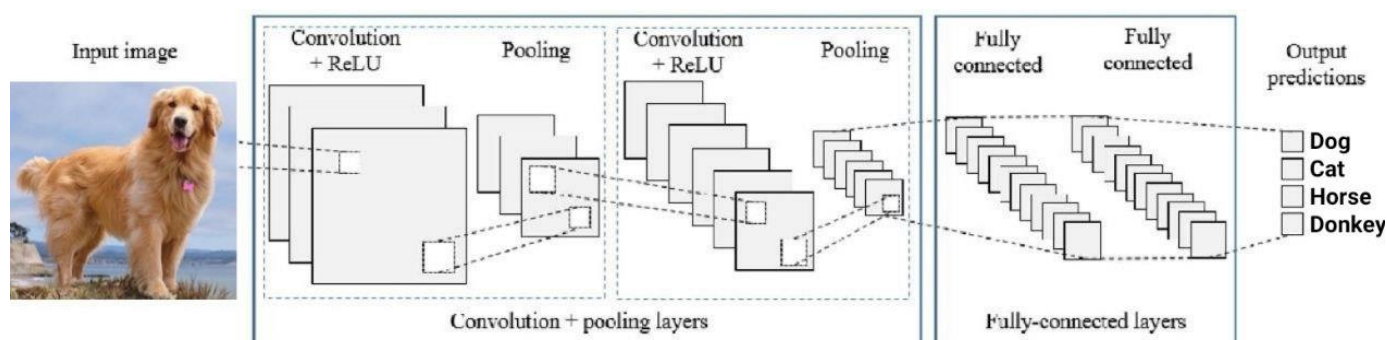 Input image
Convolution
+ ReLU
Pooling
Convolution
+ ReLU
Pooling
Fully
connected
Fully
connected
Output
predictions
Dog
Cat
Horse
Donkey
Convolution + pooling layers
Fully-connected layers